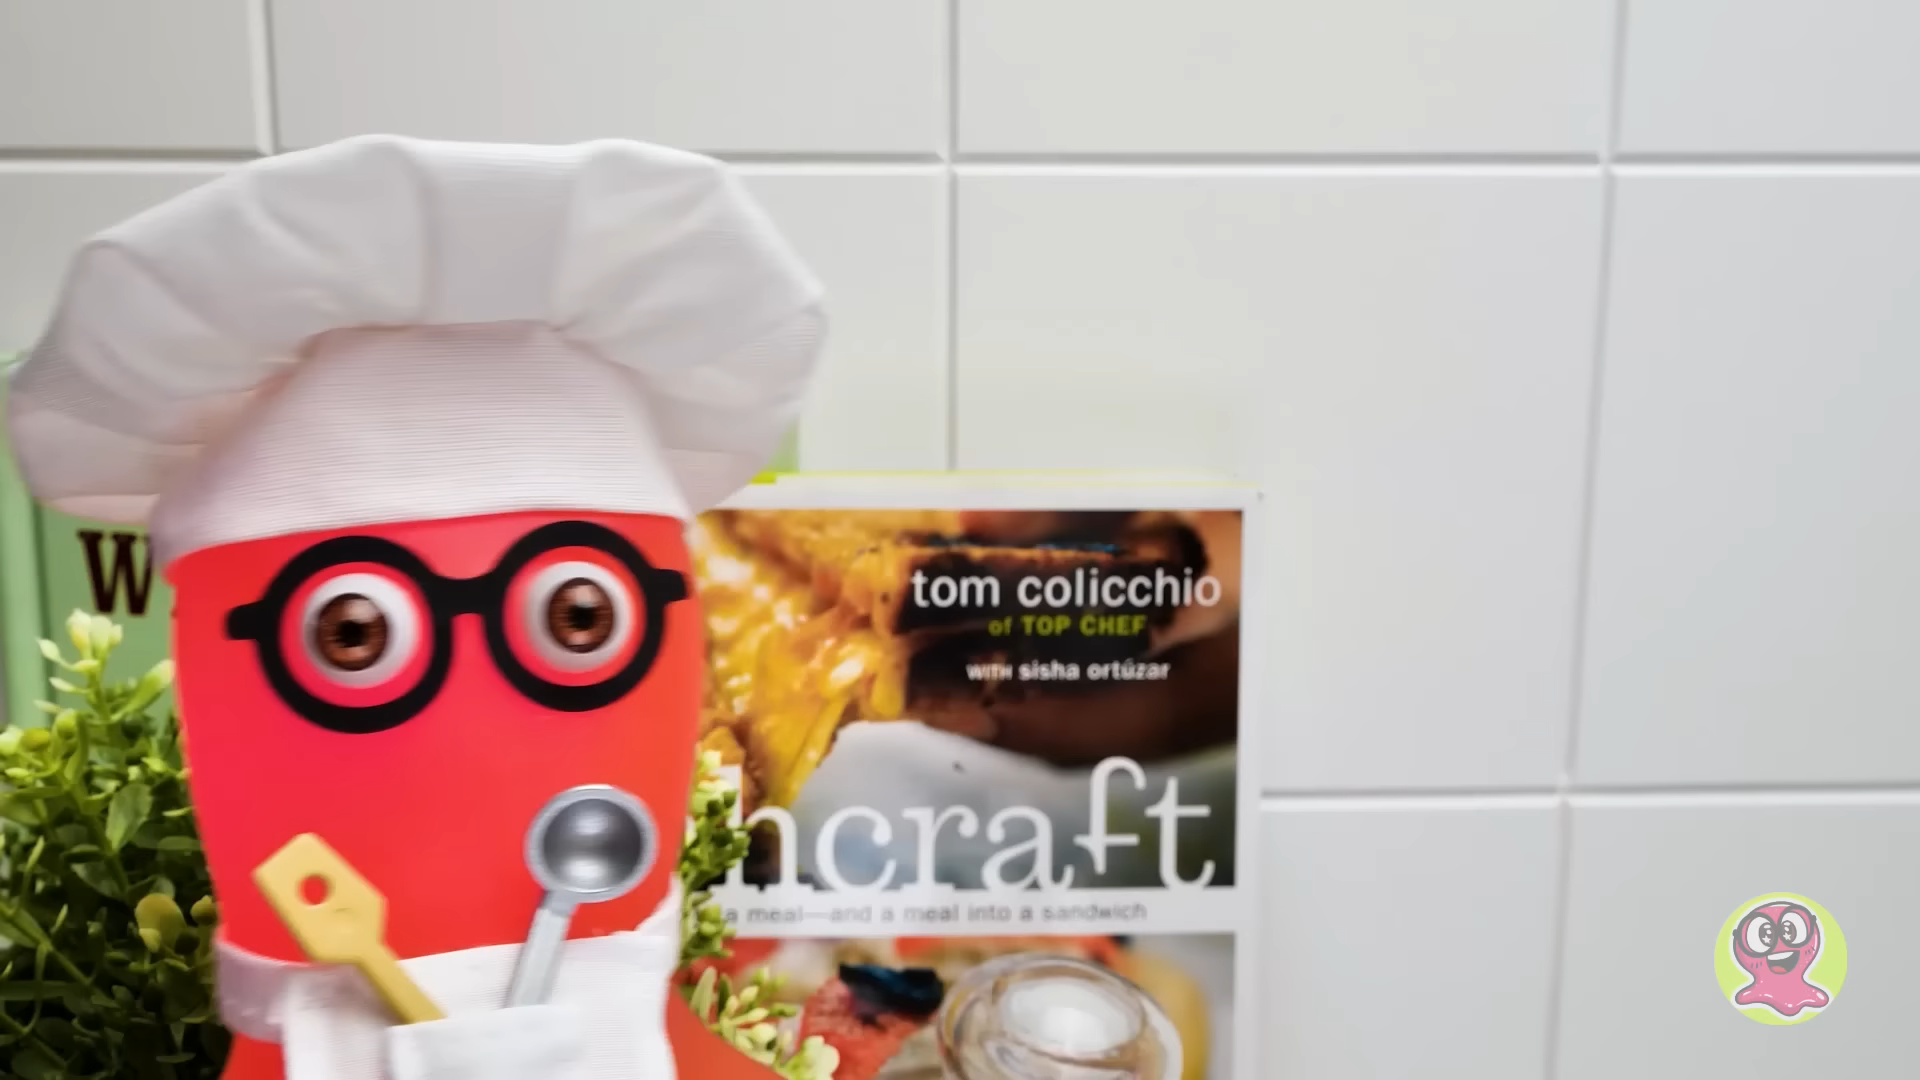 W
tom colicchio
of TOP CHEF
WITH sisha ortúzar
hcraft
a meal—and a meal into a sandwich